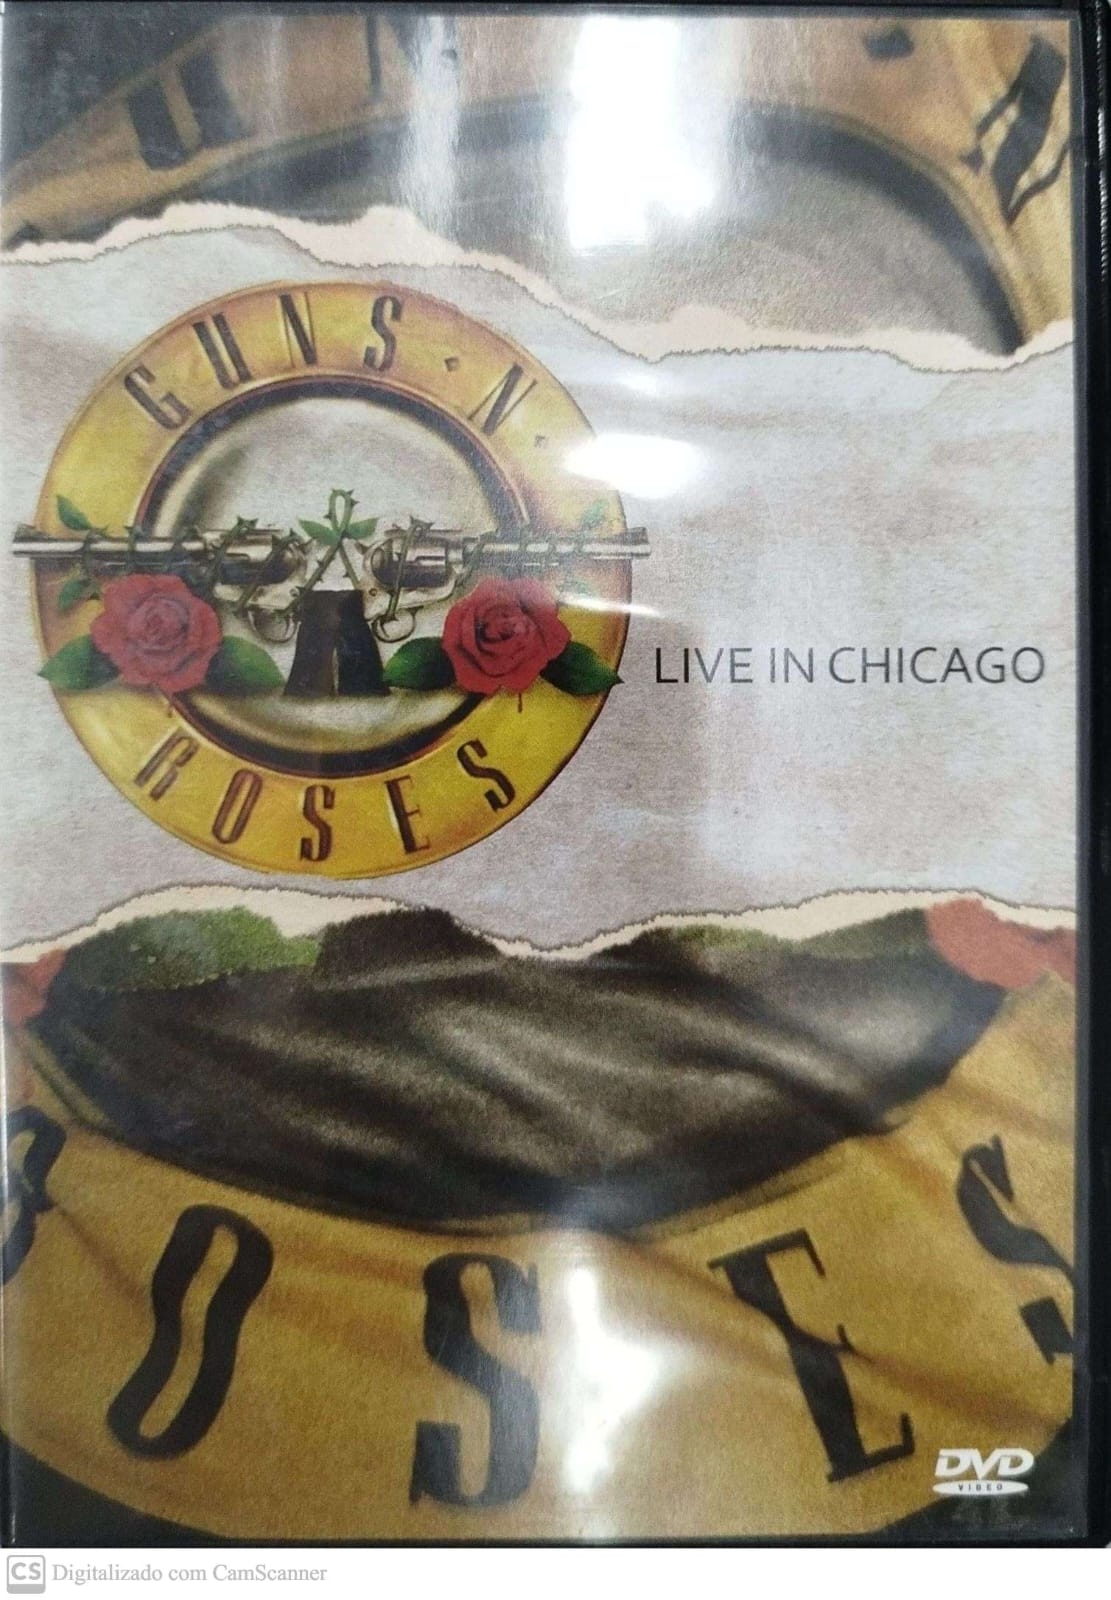 GUNS · N ·
ROSES
LIVE IN CHICAGO
OSES
DVD
VIDEO
CS Digitalizado com CamScanner